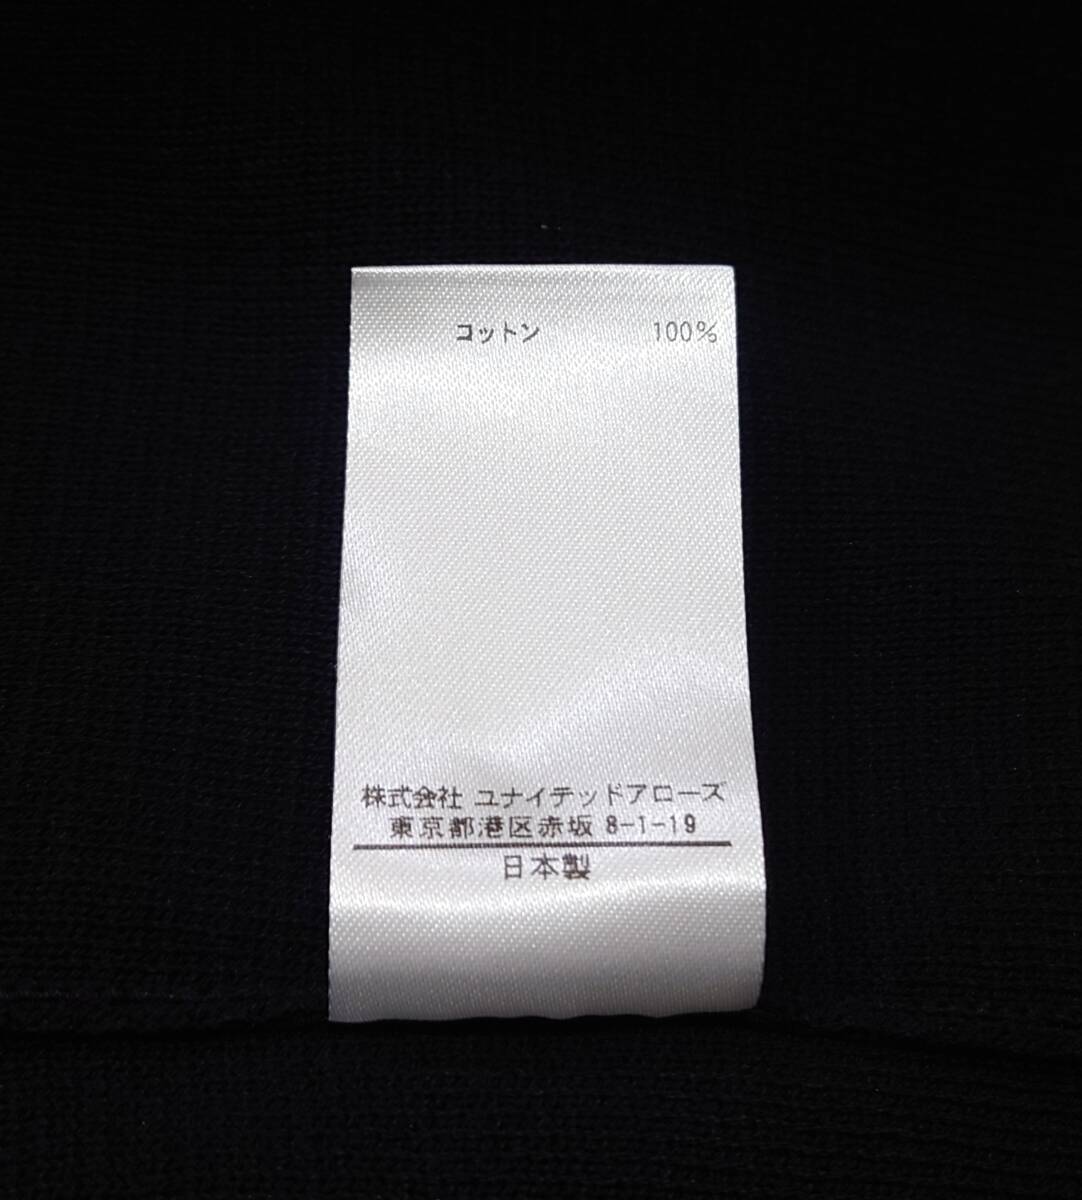 コットン 100%
株式会社 ユナイテッドアローズ
東京都港区赤坂 8-1-19
日本製